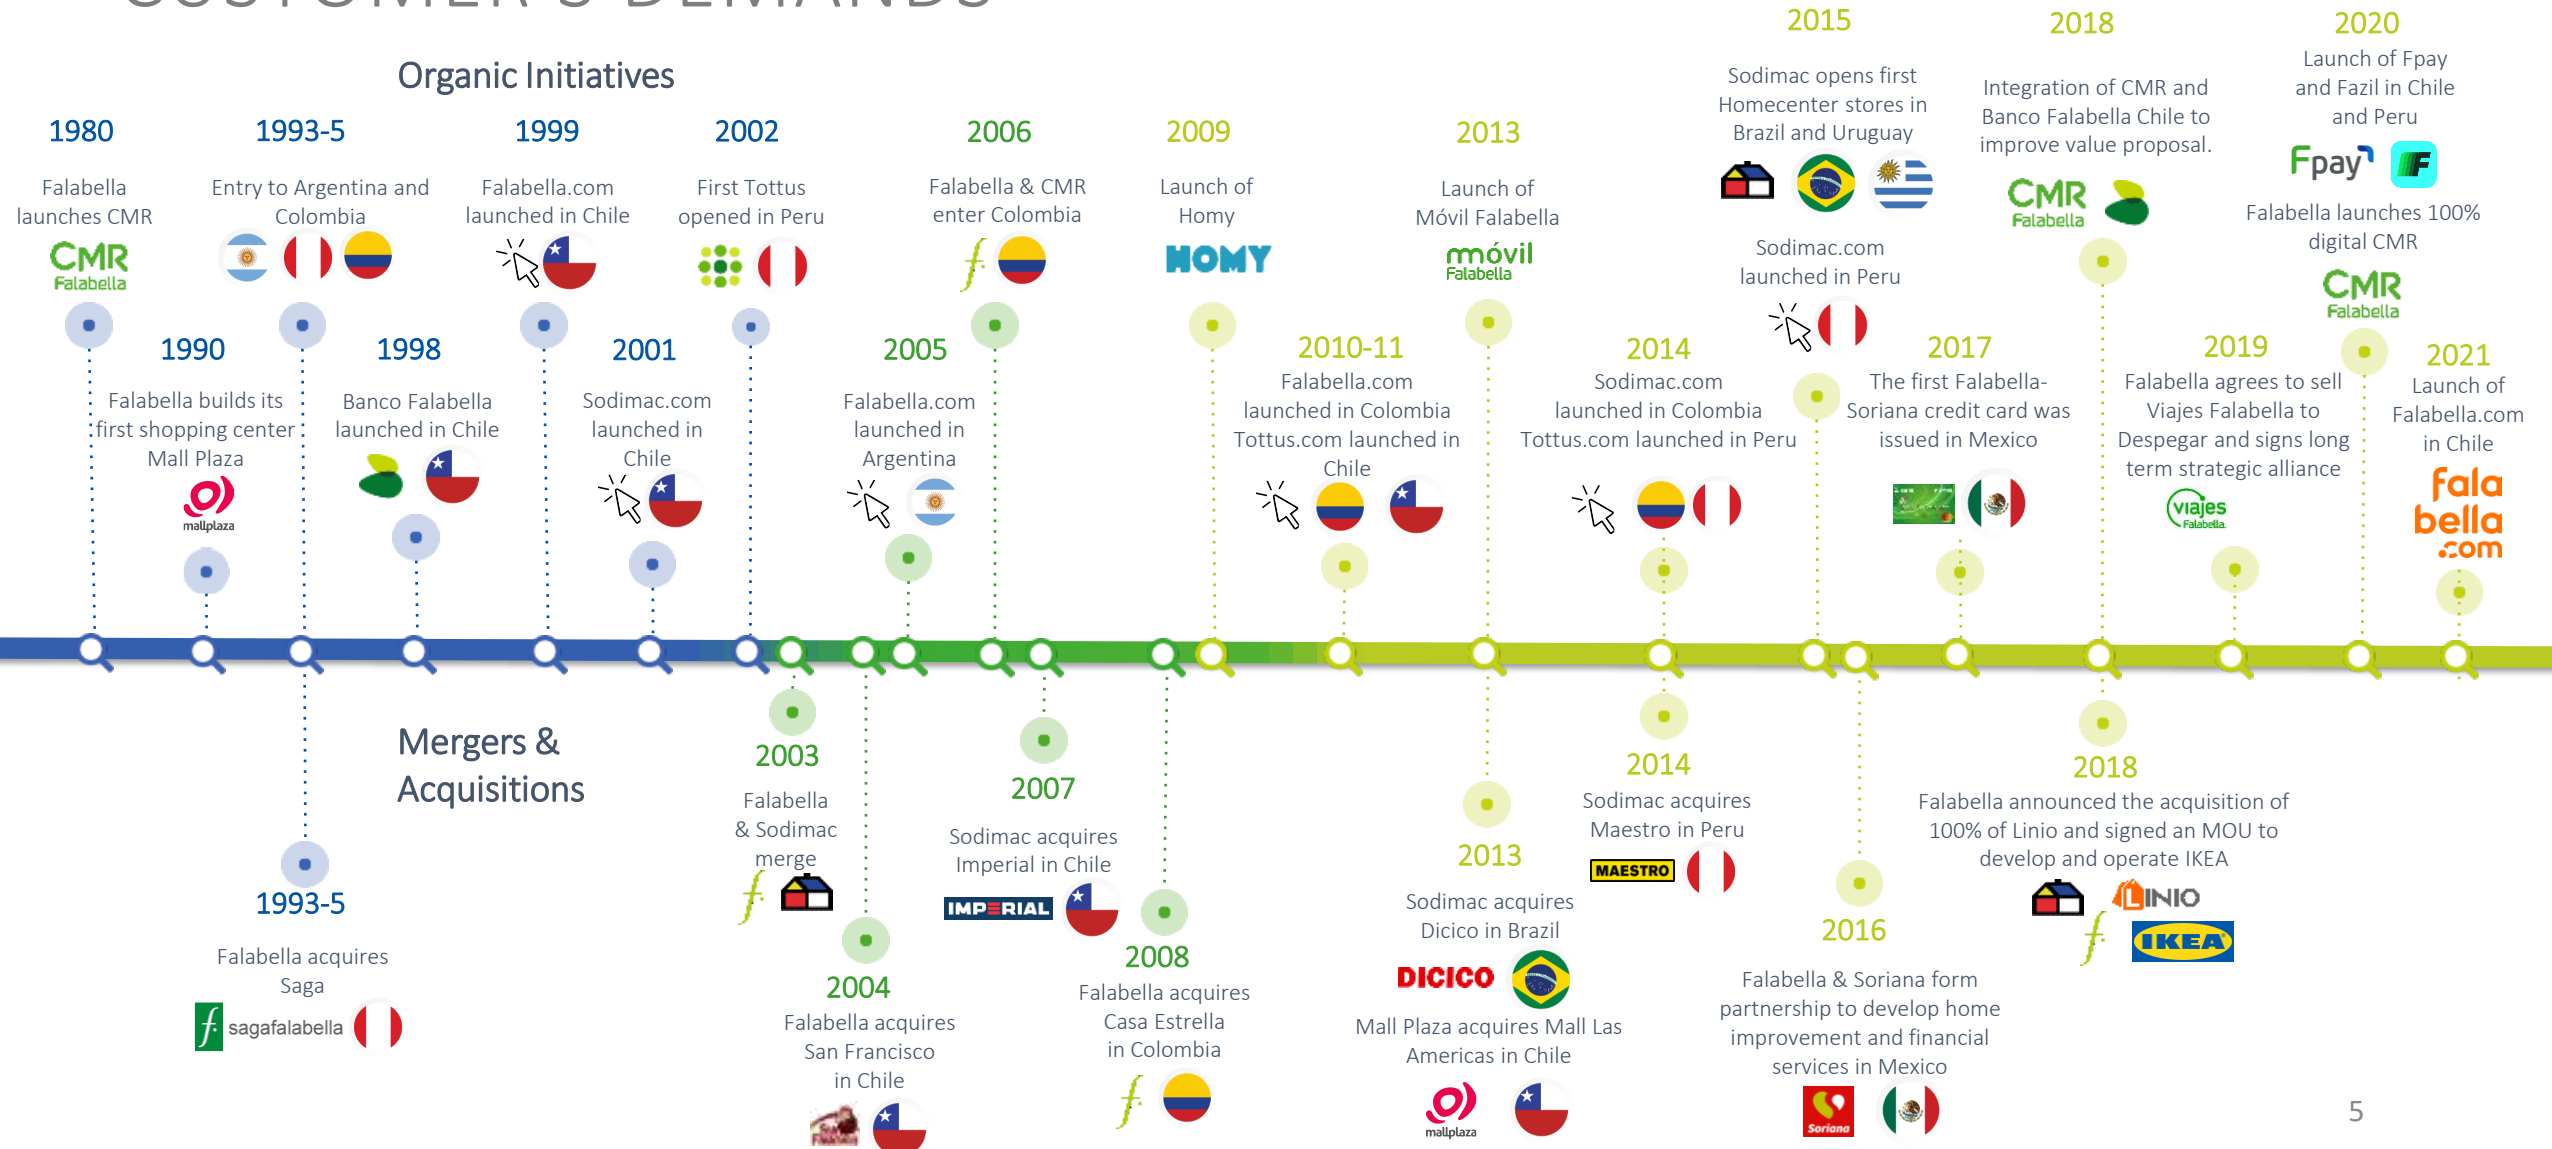 CUSTOMER'S DEMANDS
Organic Initiatives
1980
Falabella
launches CMR
CMR
Falabella
1990
Falabella builds its
first shopping center
Mall Plaza
mallplaza
1993-5
Entry to Argentina and
Colombia
1998
Banco Falabella
launched in Chile
1999
Falabella.com
launched in Chile
2001
Sodimac.com
launched in
Chile
2002
First Tottus
opened in Peru
2005
Falabella.com
launched in
Argentina
2006
Falabella & CMR
enter Colombia
f.
2009
Launch of
Homy
HOMY
2010-11
Falabella.com
launched in Colombia
Tottus.com launched in
Chile
2013
Launch of
Móvil Falabella
móvil
Falabella
2014
Sodimac.com
launched in Colombia
Tottus.com launched in Peru
2015
Sodimac opens first
Homecenter stores in
Brazil and Uruguay
Sodimac.com
launched in Peru
2017
The first Falabella-
Soriana credit card was
issued in Mexico
2018
Integration of CMR and
Banco Falabella Chile to
improve value proposal.
CMR
Falabella
2019
Falabella agrees to sell
Viajes Falabella to
Despegar and signs long
term strategic alliance
viajes
Falabella.
2020
Launch of Fpay
and Fazil in Chile
and Peru
Fpay
F
Falabella launches 100%
digital CMR
CMR
Falabella
2021
Launch of
Falabella.com
in Chile
fala
bella
.com
Mergers &
Acquisitions
1993-5
Falabella acquires
Saga
f. sagafalabella
2003
Falabella
& Sodimac
merge
f.
2004
Falabella acquires
San Francisco
in Chile
2007
Sodimac acquires
Imperial in Chile
IMPERIAL
2008
Falabella acquires
Casa Estrella
in Colombia
f.
2013
Sodimac acquires
Dicico in Brazil
DICICO
Mall Plaza acquires Mall Las
Americas in Chile
mallplaza
2014
Sodimac acquires
Maestro in Peru
MAESTRO
2016
Falabella & Soriana form
partnership to develop home
improvement and financial
services in Mexico
Soriana
2018
Falabella announced the acquisition of
100% of Linio and signed an MOU to
develop and operate IKEA
LINIO
f.
IKEA
5